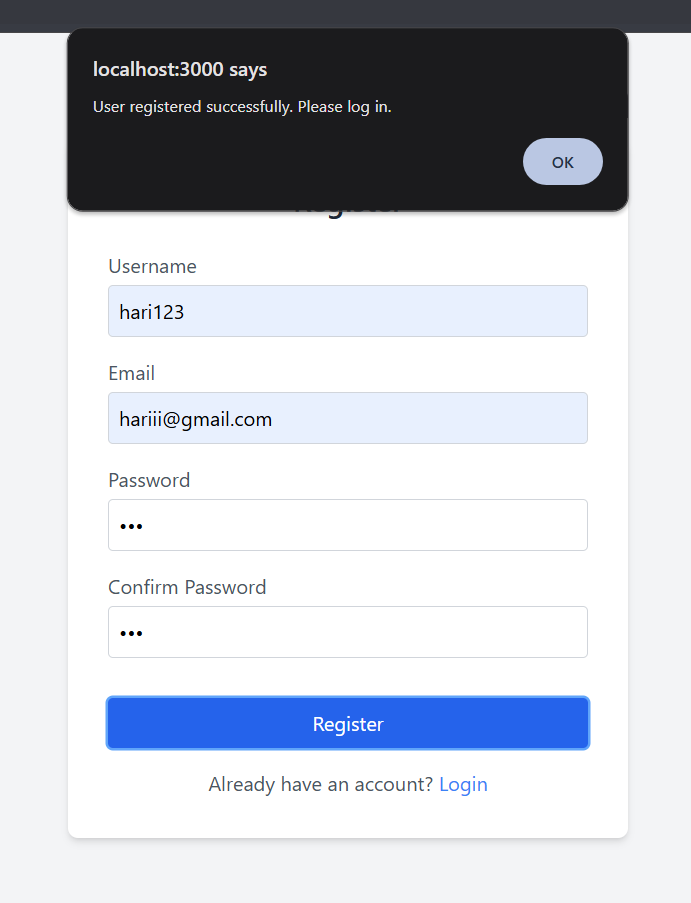 localhost:3000 says
User registered successfully. Please log in.
OK
Register
Username
hari123
Email
hariii@gmail.com
Password
•••
Confirm Password
•••
Register
Already have an account? Login